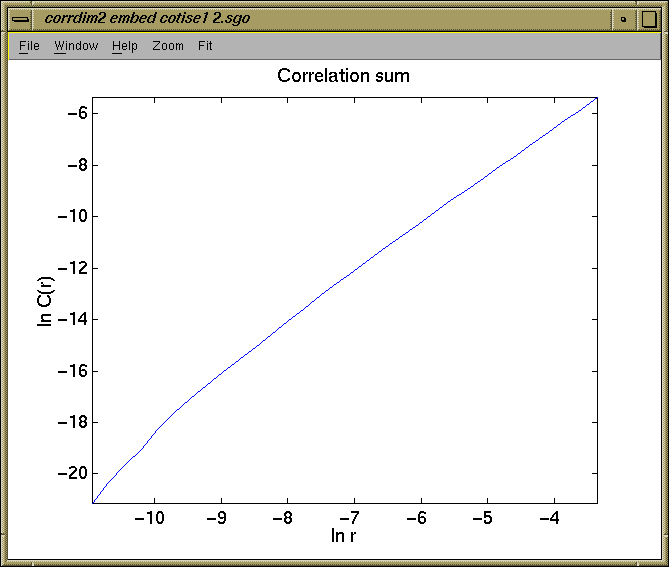 corrdim2 embed cotise1 2.sgo
File Window Help Zoom Fit
Correlation sum
−6
−8
−10
−12
−14
−16
−18
−20
ln C(r)
−10 −9 −8 −7 −6 −5 −4
ln r